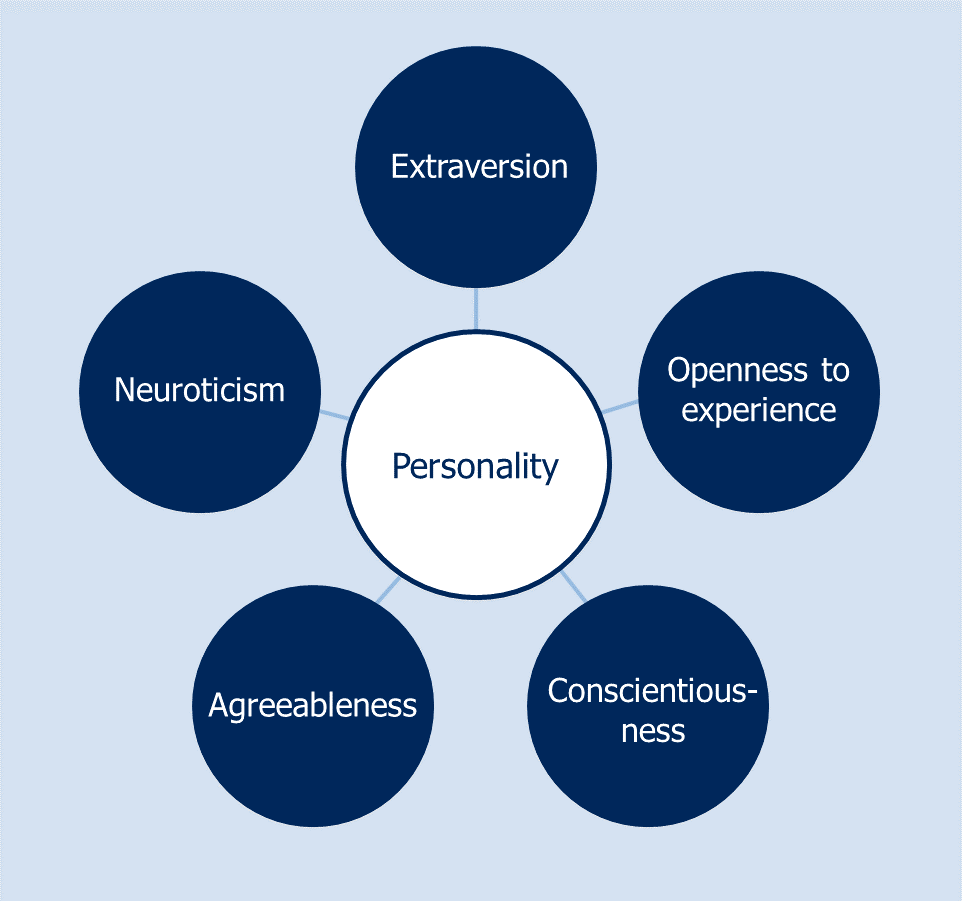 Extraversion
Neuroticism
Openness to
experience
Personality
Agreeableness
Conscientious-
ness